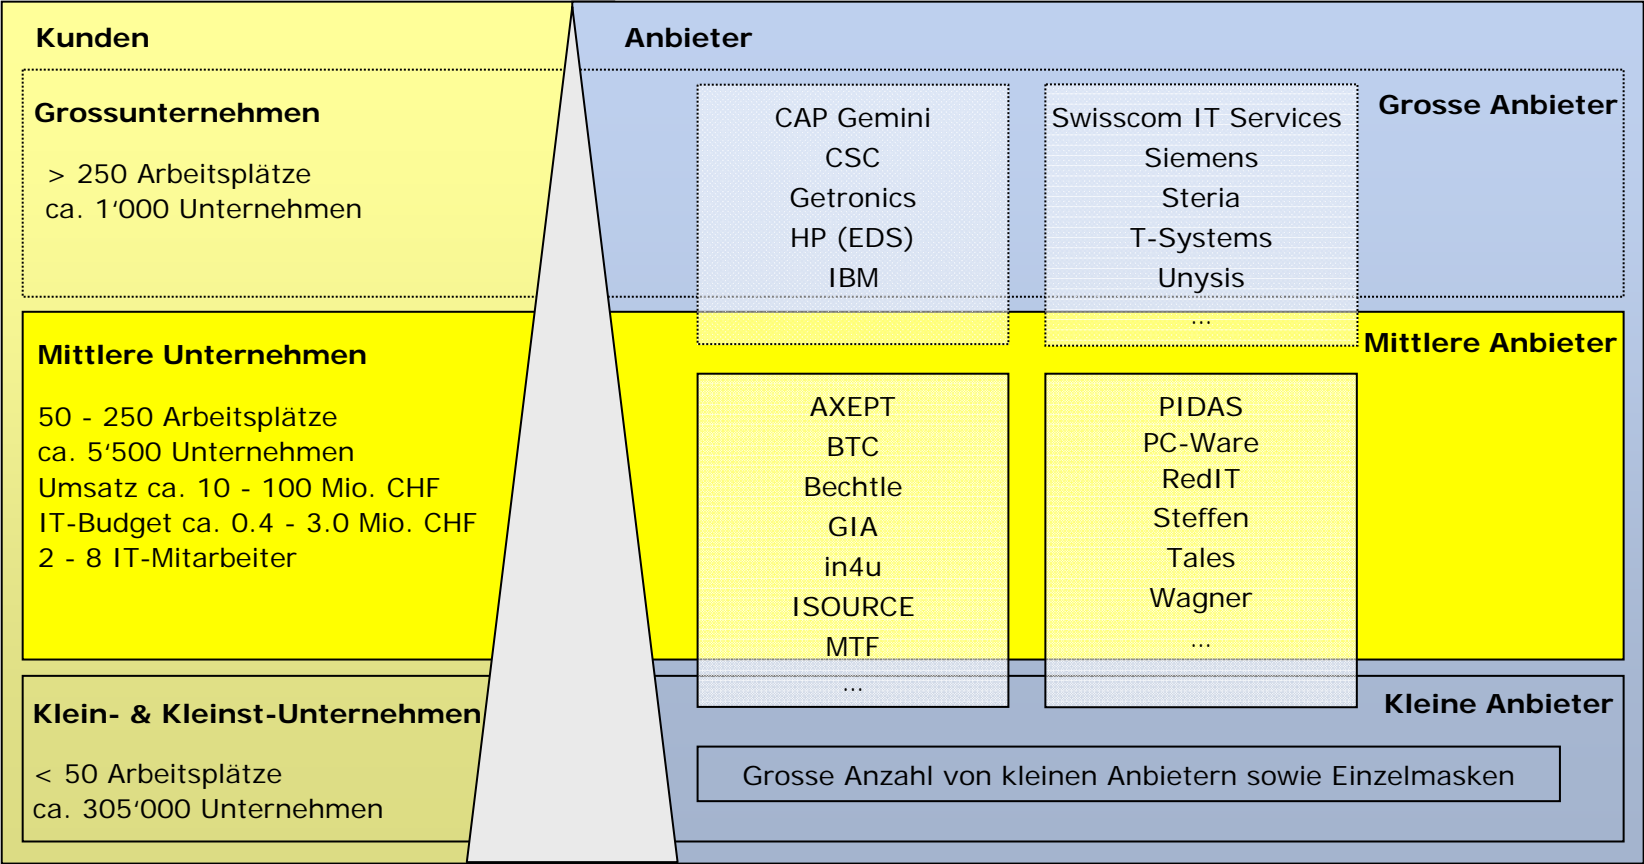 Kunden
Anbieter
Grossunternehmen
> 250 Arbeitsplätze
ca. 1‘000 Unternehmen
CAP Gemini
CSC
Getronics
HP (EDS)
IBM
Swisscom IT Services
Siemens
Steria
T-Systems
Unysis
...
Grosse Anbieter
Mittlere Unternehmen
50 - 250 Arbeitsplätze
ca. 5‘500 Unternehmen
Umsatz ca. 10 - 100 Mio. CHF
IT-Budget ca. 0.4 - 3.0 Mio. CHF
2 - 8 IT-Mitarbeiter
Mittlere Anbieter
AXEPT
BTC
Bechtle
GIA
in4u
ISOURCE
MTF
...
PIDAS
PC-Ware
RedIT
Steffen
Tales
Wagner
...
Klein- & Kleinst-Unternehmen
< 50 Arbeitsplätze
ca. 305‘000 Unternehmen
Kleine Anbieter
Grosse Anzahl von kleinen Anbietern sowie Einzelmasken